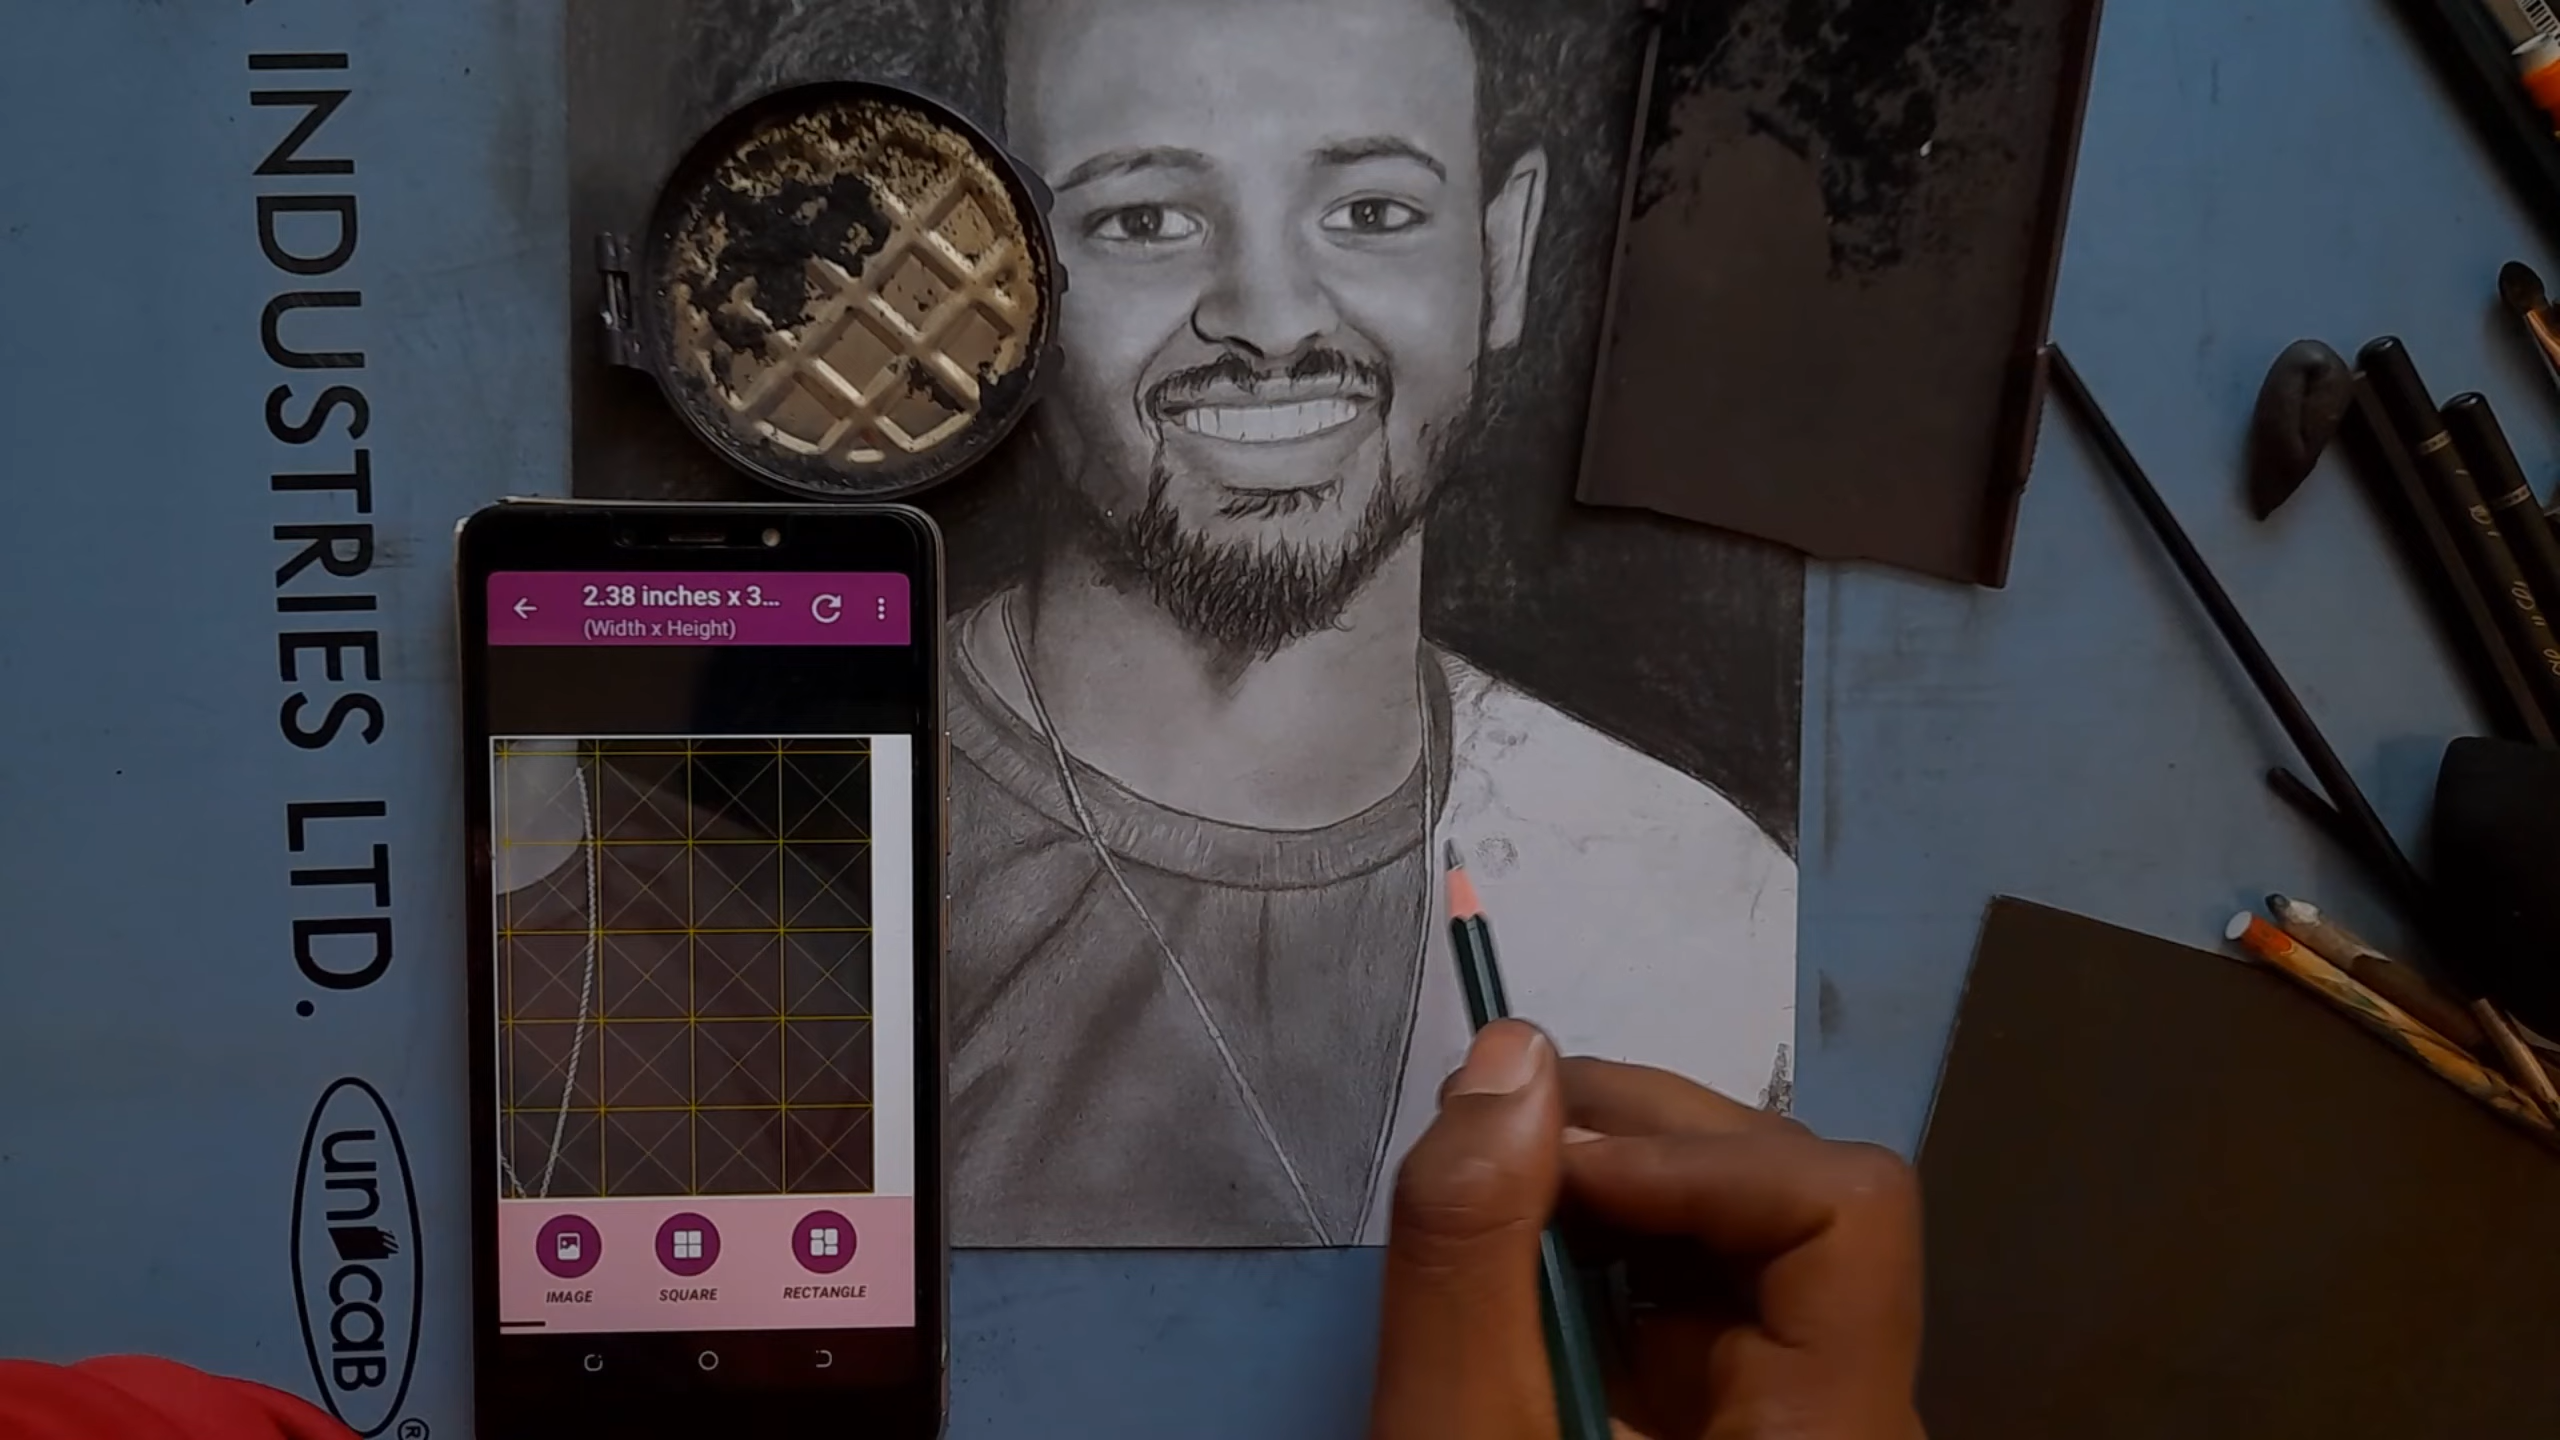 INDUSTRIES LTD.
unicab
®
2.38 inches x 3...
(Width x Height)
IMAGE
SQUARE
RECTANGLE